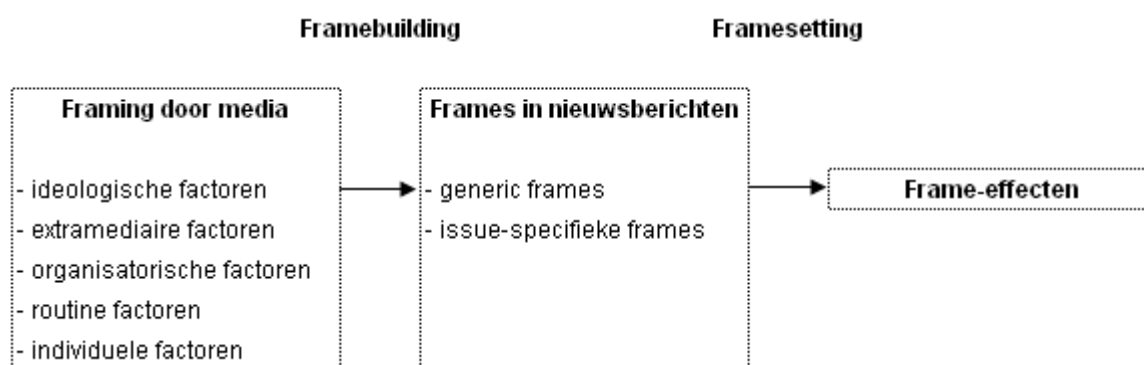 Framebuilding
Framesetting
Framing door media
- ideologische factoren
- extramediaire factoren
- organisatorische factoren
- routine factoren
- individuele factoren
Frames in nieuwsberichten
- generic frames
- issue-specifieke frames
Frame-effecten